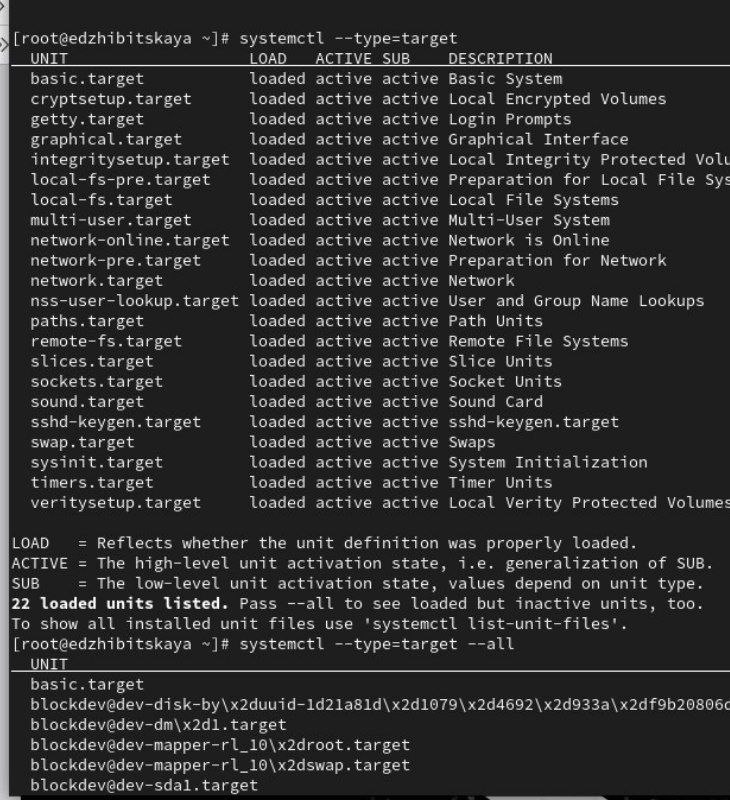 [root@edzhibitskaya ~]# systemctl --type=target
UNIT LOAD ACTIVE SUB DESCRIPTION
basic.target loaded active active Basic System
cryptsetup.target loaded active active Local Encrypted Volumes
getty.target loaded active active Login Prompts
graphical.target loaded active active Graphical Interface
integritysetup.target loaded active active Local Integrity Protected Volu
local-fs-pre.target loaded active active Preparation for Local File Sys
local-fs.target loaded active active Local File Systems
multi-user.target loaded active active Multi-User System
network-online.target loaded active active Network is Online
network-pre.target loaded active active Preparation for Network
network.target loaded active active Network
nss-user-lookup.target loaded active active User and Group Name Lookups
paths.target loaded active active Path Units
remote-fs.target loaded active active Remote File Systems
slices.target loaded active active Slice Units
sockets.target loaded active active Socket Units
sound.target loaded active active Sound Card
sshd-keygen.target loaded active active sshd-keygen.target
swap.target loaded active active Swaps
sysinit.target loaded active active System Initialization
timers.target loaded active active Timer Units
veritysetup.target loaded active active Local Verity Protected Volumes
LOAD = Reflects whether the unit definition was properly loaded.
ACTIVE = The high-level unit activation state, i.e. generalization of SUB.
SUB = The low-level unit activation state, values depend on unit type.
22 loaded units listed. Pass --all to see loaded but inactive units, too.
To show all installed unit files use 'systemctl list-unit-files'.
[root@edzhibitskaya ~]# systemctl --type=target --all
UNIT
basic.target
blockdev@dev-disk-by\x2duuid-1d21a81d\x2d1079\x2d4692\x2d933a\x2df9b20806d
blockdev@dev-dm\x2d1.target
blockdev@dev-mapper-rl_10\x2droot.target
blockdev@dev-mapper-rl_10\x2dswap.target
blockdev@dev-sda1.target